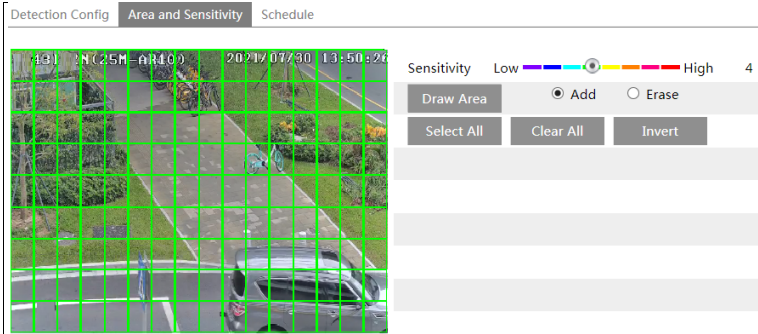 Detection Config Area and Sensitivity Schedule
2021/07/30 13:50:26
Sensitivity Low High 4
Draw Area Add Erase
Select All Clear All Invert